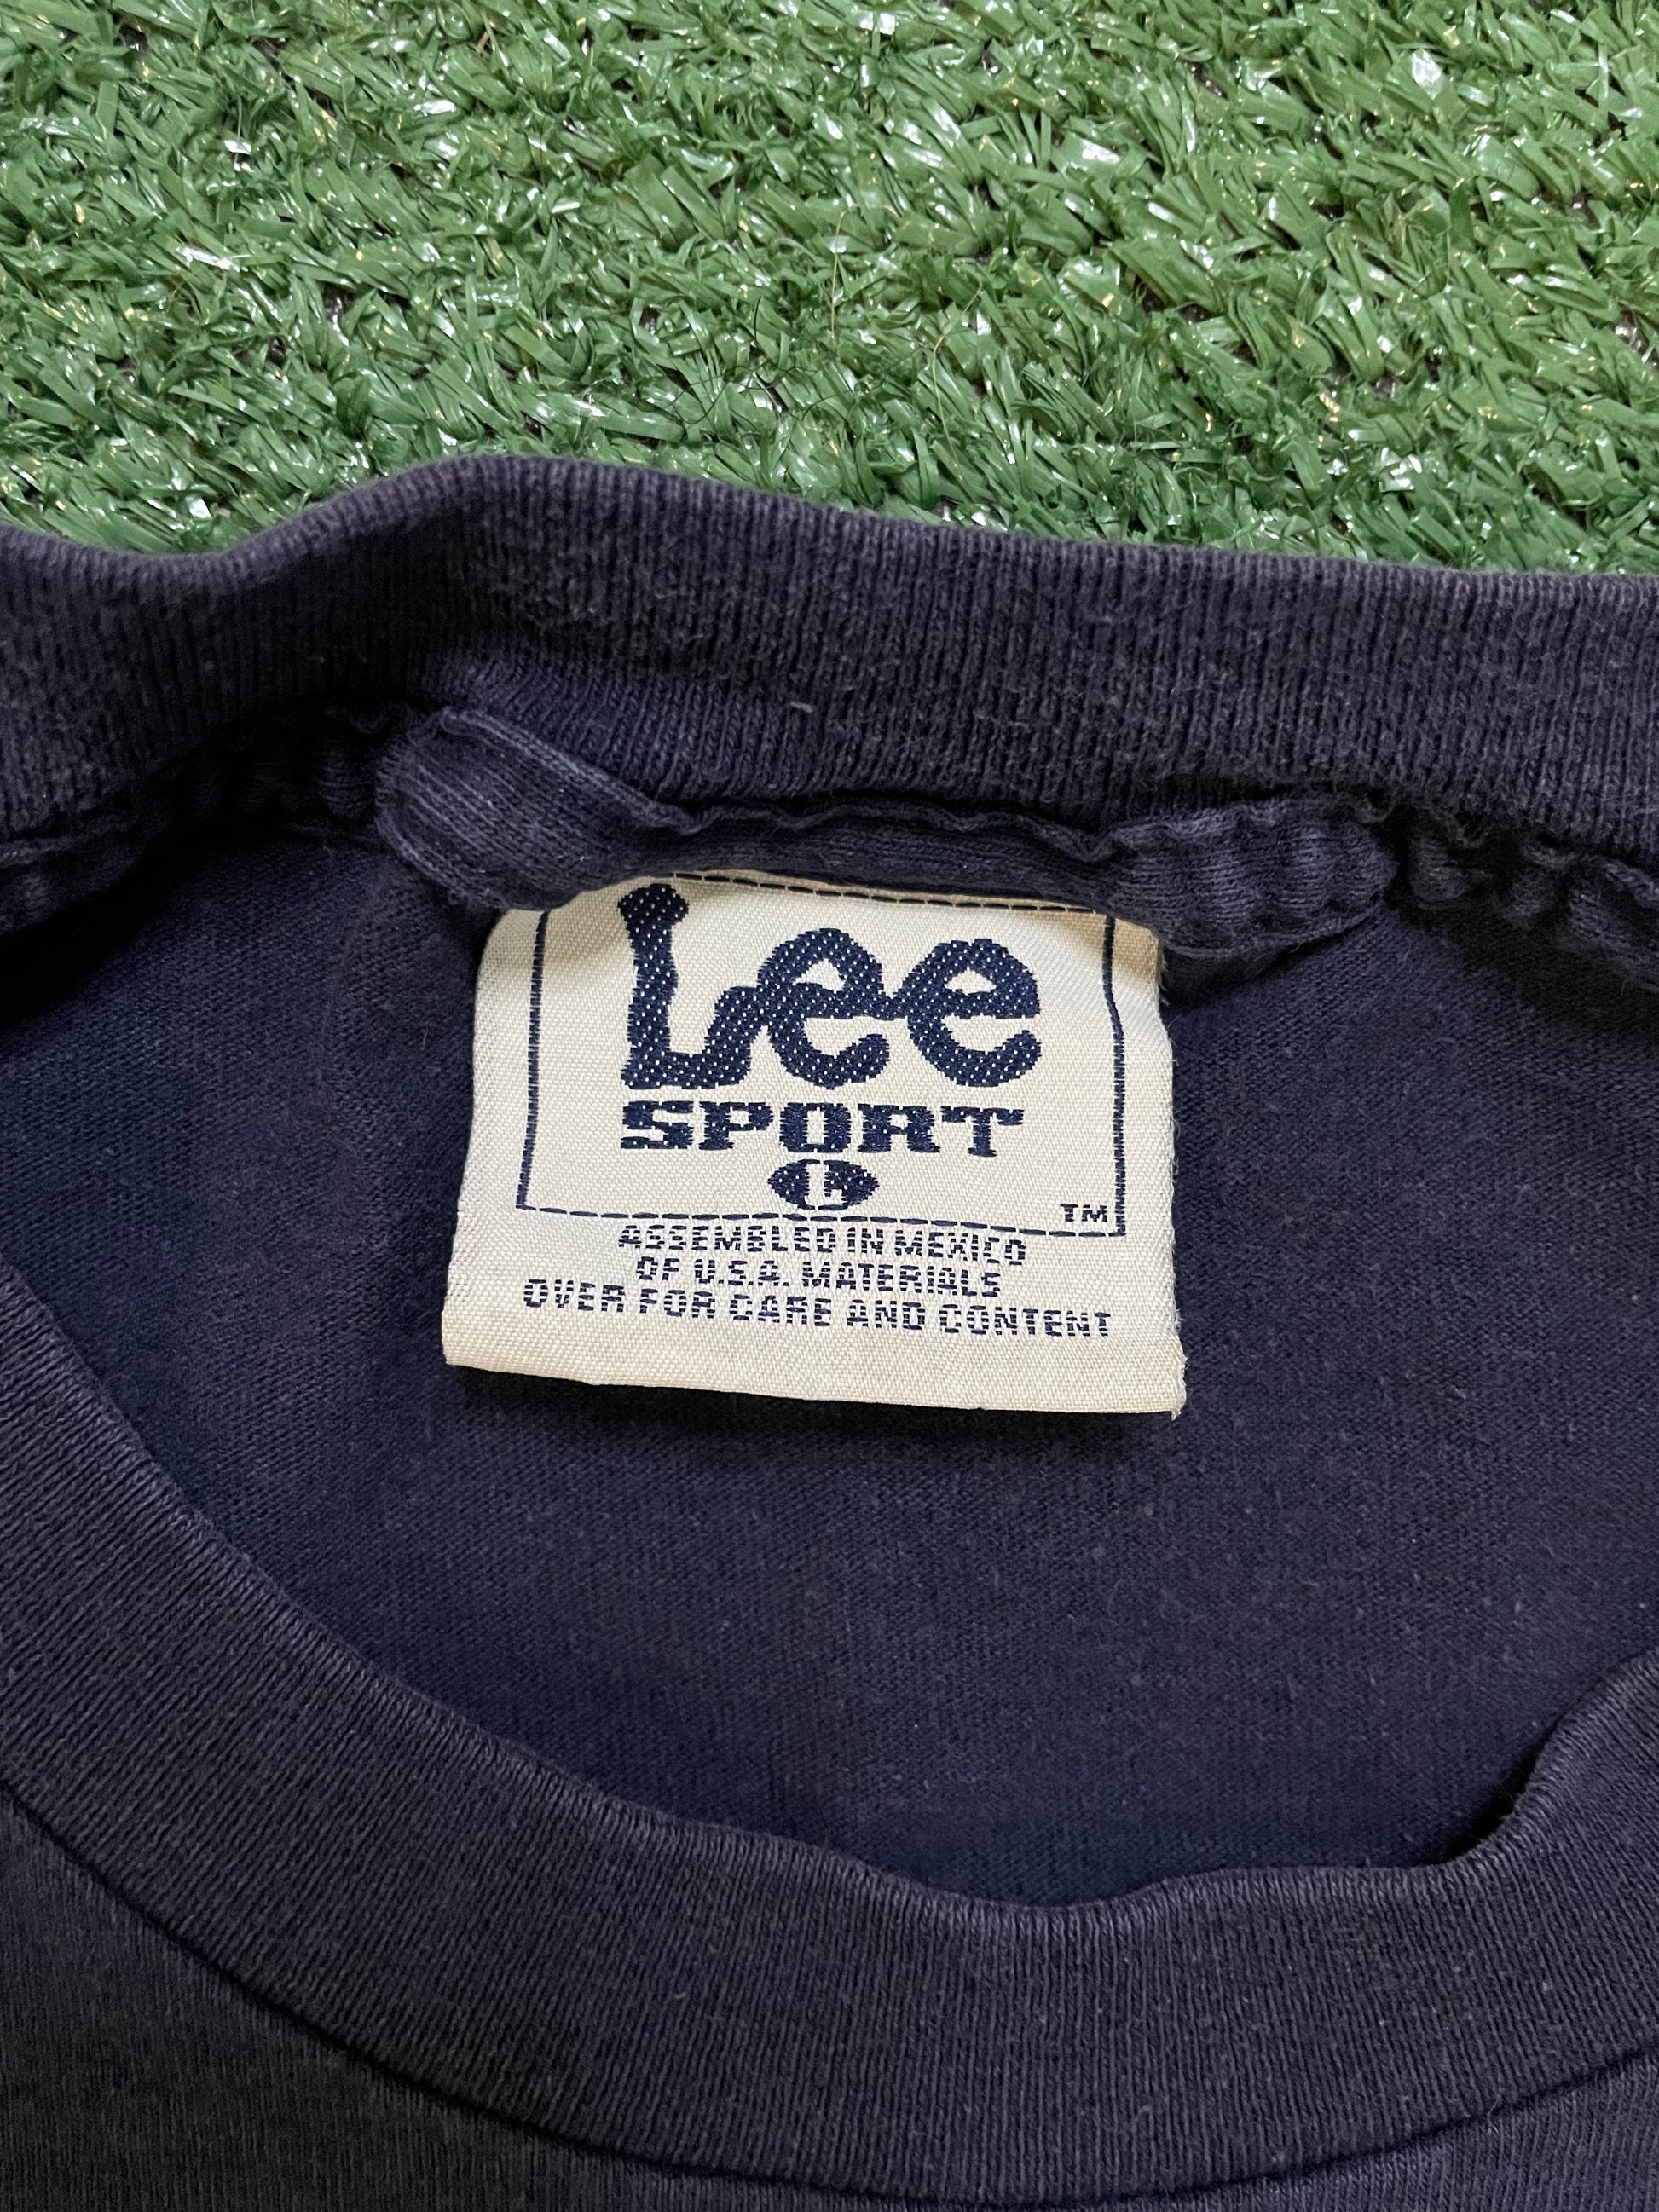 Lee
SPORT
L
TM
ASSEMBLED IN MEXICO
OF U.S.A. MATERIALS
OVER FOR CARE AND CONTENT